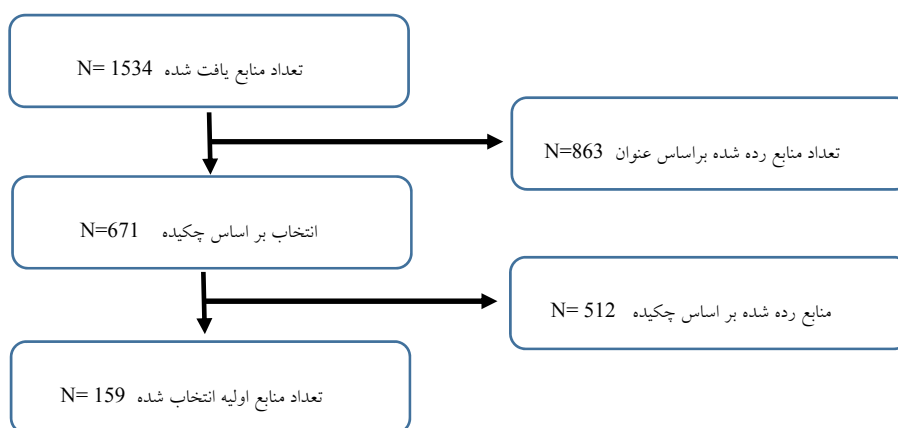 تعداد منابع یافت شده N= 1534
تعداد منابع رده شده براساس عنوان N=863
انتخاب بر اساس چکیده N=671
منابع رده شده بر اساس چکیده N= 512
تعداد منابع اولیه انتخاب شده N= 159